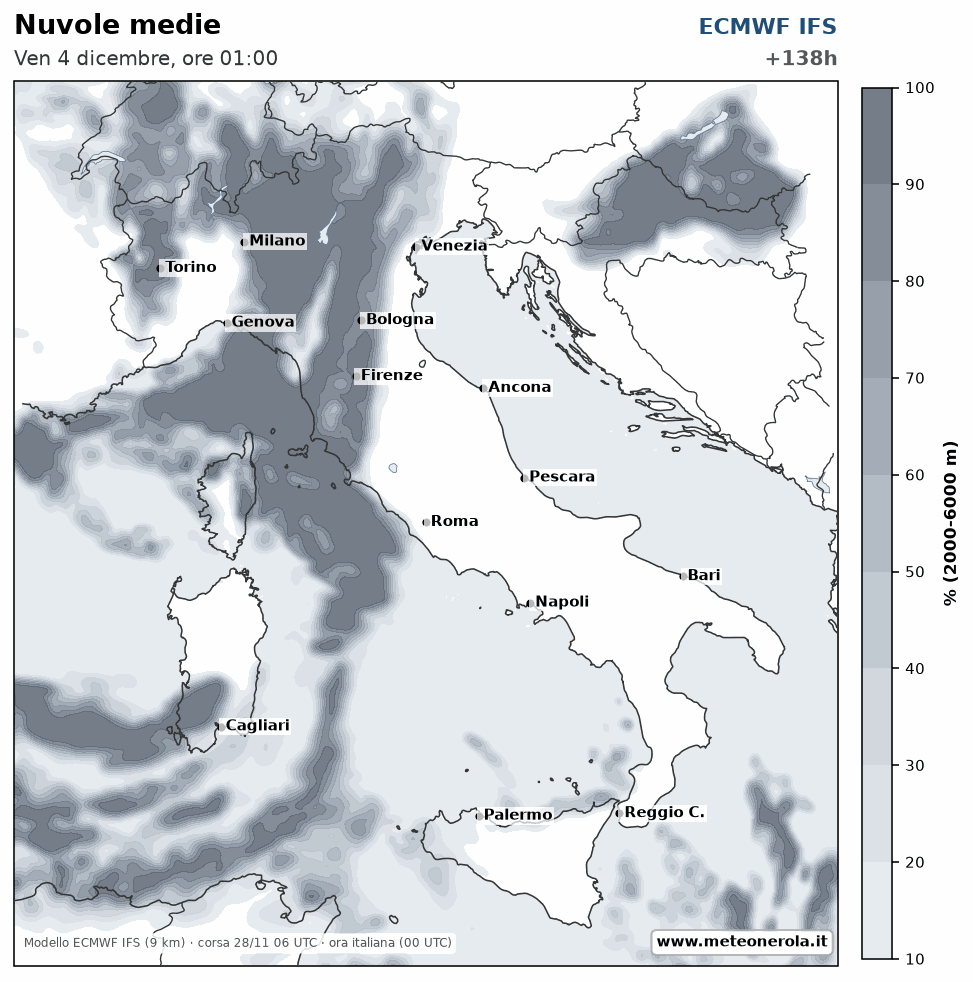 Nuvole medie
ECMWF IFS
Ven 4 dicembre, ore 01:00
+138h
Milano
Venezia
Torino
Genova
Bologna
Firenze
Ancona
Pescara
Roma
Bari
Napoli
Cagliari
Palermo
Reggio C.
Modello ECMWF IFS (9 km) · corsa 28/11 06 UTC · ora italiana (00 UTC)
www.meteonerola.it
100
90
80
70
60
50
40
30
20
10
% (2000-6000 m)